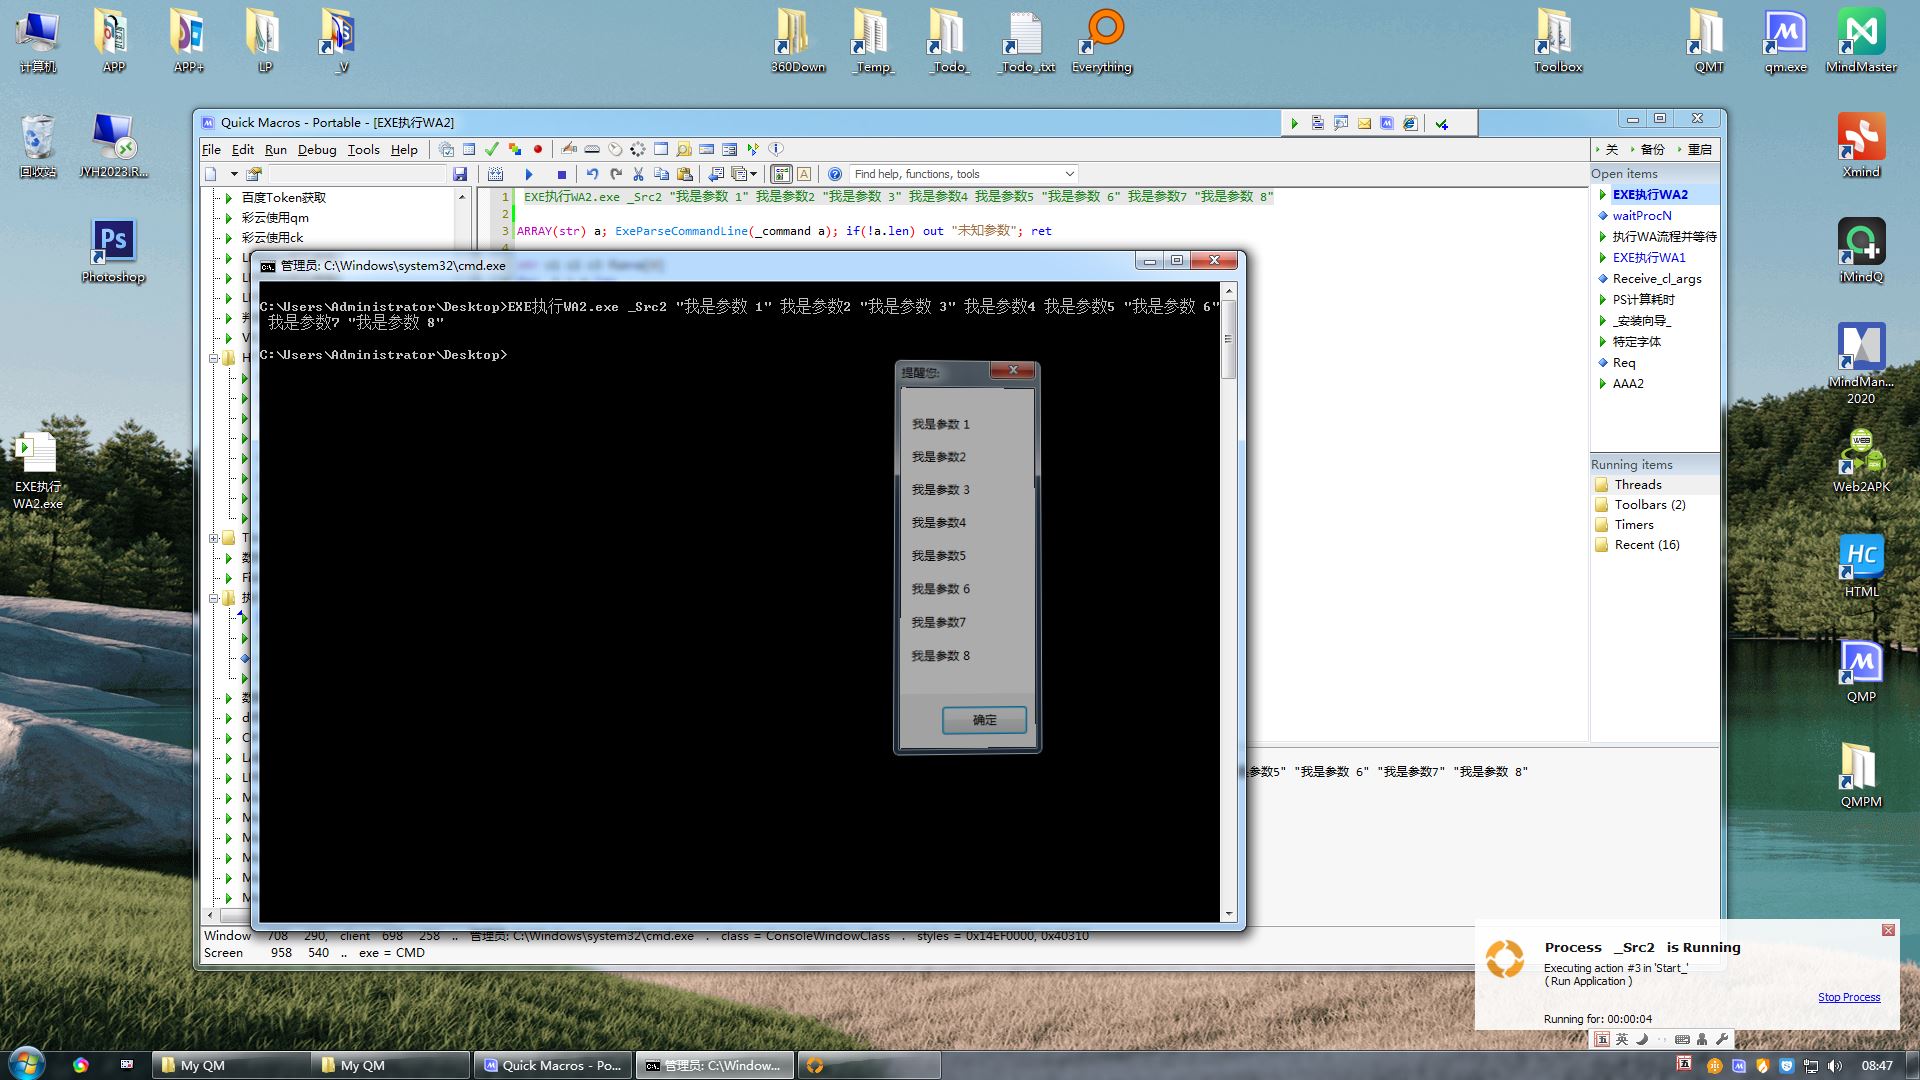 计算机
APP
APP+
LP
_V
360Down
_Temp_
_Todo_
_Todo_.txt
Everything
Toolbox
QMT
qm.exe
MindMaster
回收站
JYH2023.R...
Photoshop
EXE执行
WA2.exe
Xmind
iMindQ
MindMan...
2020
Web2APK
HTML
QMP
QMPM
Quick Macros - Portable - [EXE执行WA2]
File Edit Run Debug Tools Help
关 备份 重启
Find help, functions, tools
百度Token获取
彩云使用qm
彩云使用ck
1 EXE执行WA2.exe _Src2 "我是参数 1" 我是参数2 "我是参数 3" 我是参数4 我是参数5 "我是参数 6" 我是参数7 "我是参数 8"
2
3 ARRAY(str) a; ExeParseCommandLine(_command a); if(!a.len) out "未知参数"; ret
Open items
EXE执行WA2
waitProcN
执行WA流程并等待
EXE执行WA1
Receive_cl_args
PS计算耗时
_安装向导_
特定字体
Req
AAA2
Running items
Threads
Toolbars (2)
Timers
Recent (16)
管理员: C:\Windows\system32\cmd.exe
C:\Users\Administrator\Desktop>EXE执行WA2.exe _Src2 "我是参数 1" 我是参数2 "我是参数 3" 我是参数4 我是参数5 "我是参数 6"
我是参数7 "我是参数 8"
C:\Users\Administrator\Desktop>
提醒您:
我是参数 1
我是参数2
我是参数 3
我是参数4
我是参数5
我是参数 6
我是参数7
我是参数 8
确定
参数5" "我是参数 6" "我是参数7" "我是参数 8"
Window 708 290, client 698 258 .. 管理员: C:\Windows\system32\cmd.exe . class = ConsoleWindowClass . styles = 0x14EF0000, 0x40310
Screen 958 540 .. exe = CMD
Process _Src2 is Running
Executing action #3 in 'Start_'
( Run Application )
Stop Process
Running for: 00:00:04
五 英
My QM
My QM
Quick Macros - Po...
管理员: C:\Window...
五
08:47